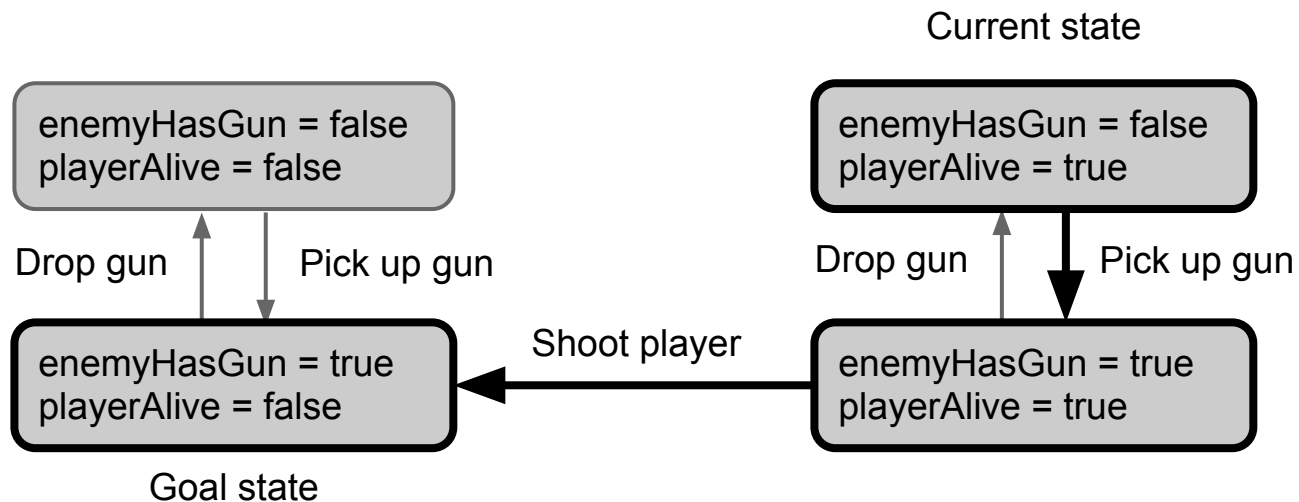 Current state
enemyHasGun = false
playerAlive = false
enemyHasGun = false
playerAlive = true
Drop gun
Pick up gun
Drop gun
Pick up gun
Shoot player
enemyHasGun = true
playerAlive = false
enemyHasGun = true
playerAlive = true
Goal state